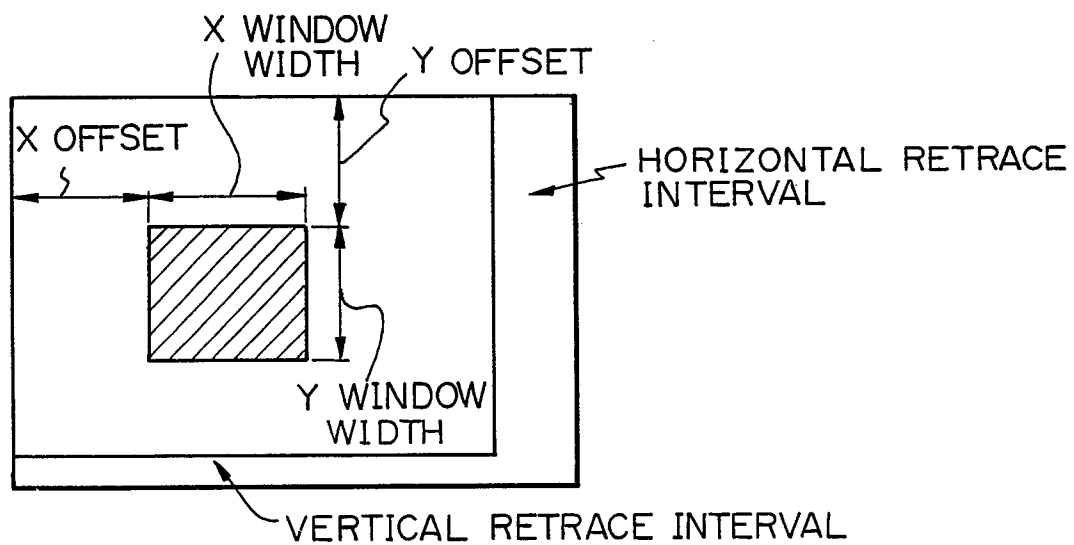 X WINDOW
WIDTH
Y OFFSET
X OFFSET
HORIZONTAL RETRACE
INTERVAL
Y WINDOW
WIDTH
VERTICAL RETRACE INTERVAL